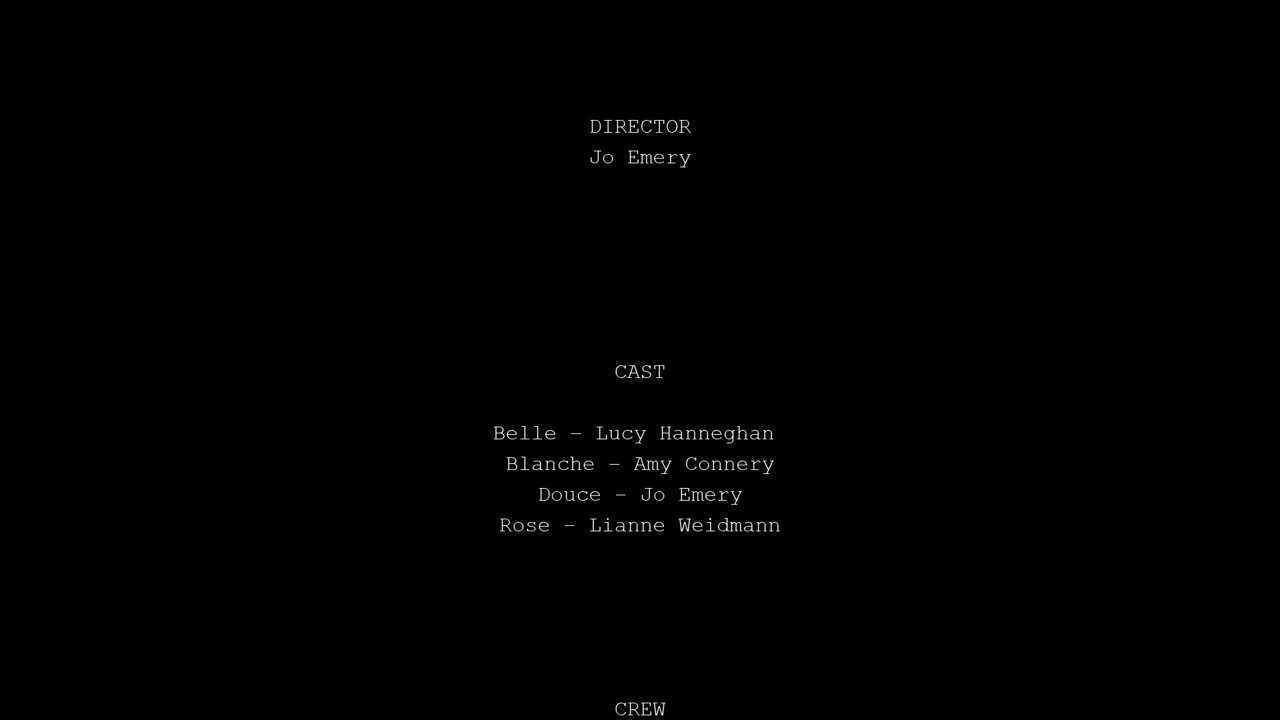 DIRECTOR
Jo Emery
CAST
Belle – Lucy Hanneghan
Blanche – Amy Connery
Douce – Jo Emery
Rose – Lianne Weidmann
CREW